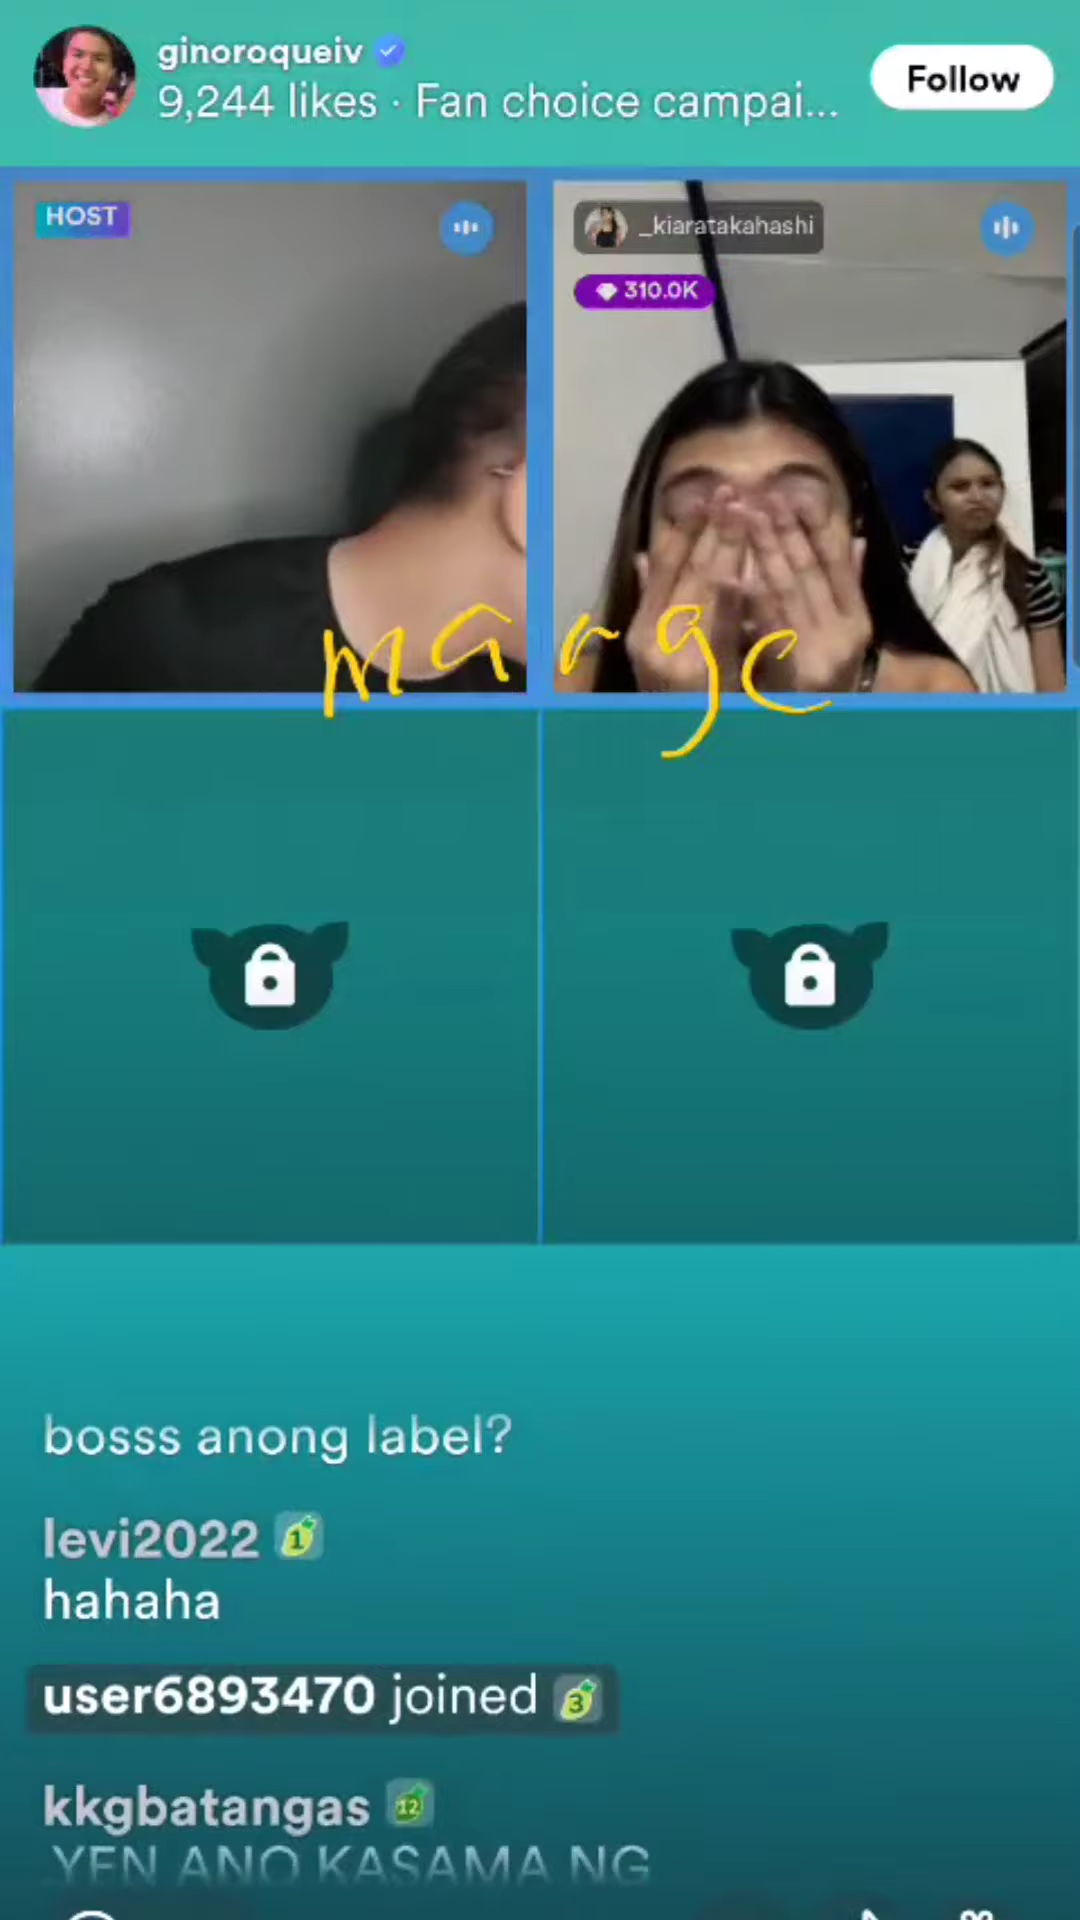 ginoroqueiv
9,244 likes · Fan choice campai...
Follow
HOST
_kiaratakahashi
310.0K
marge
bosss anong label?
levi2022 1
hahaha
user6893470 joined 3
kkgbatangas 12
YEN ANO KASAMA NG